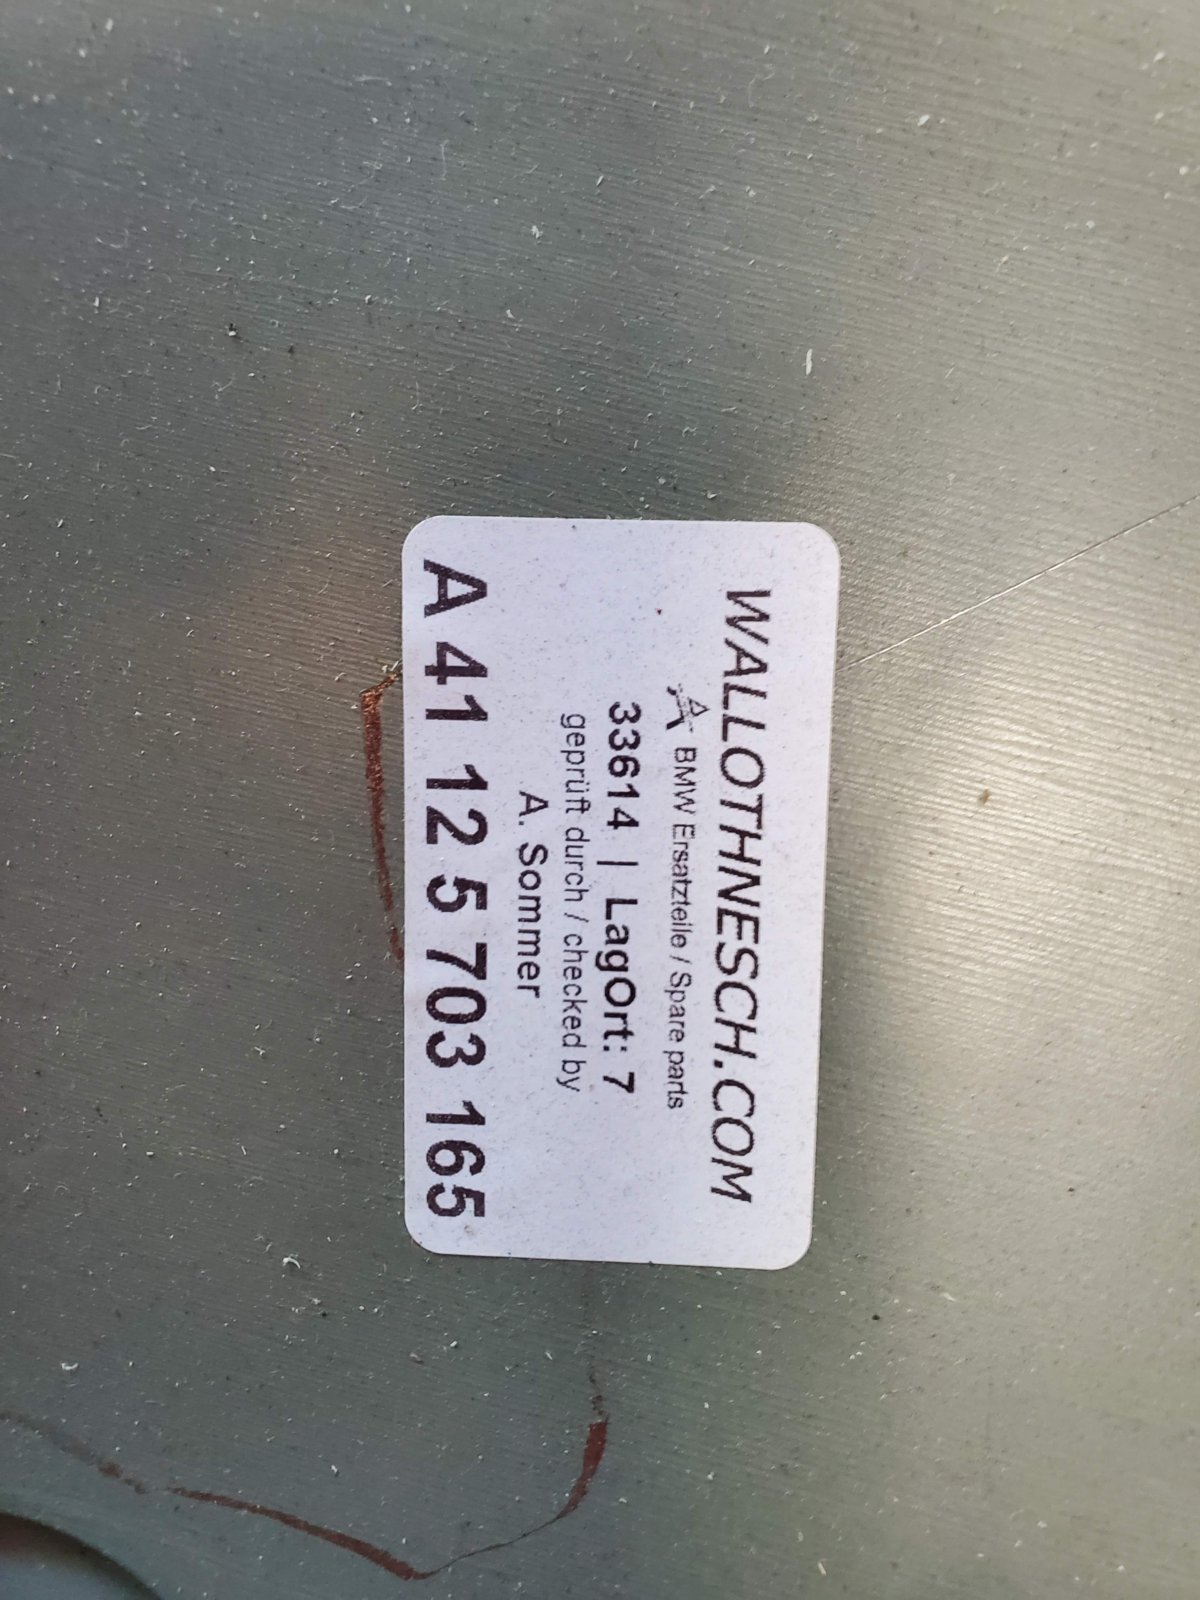 WALLOTHNESCH.COM
BMW Ersatzteile / Spare parts
33614 | LagOrt: 7
geprüft durch / checked by
A. Sommer
A 41 12 5 703 165